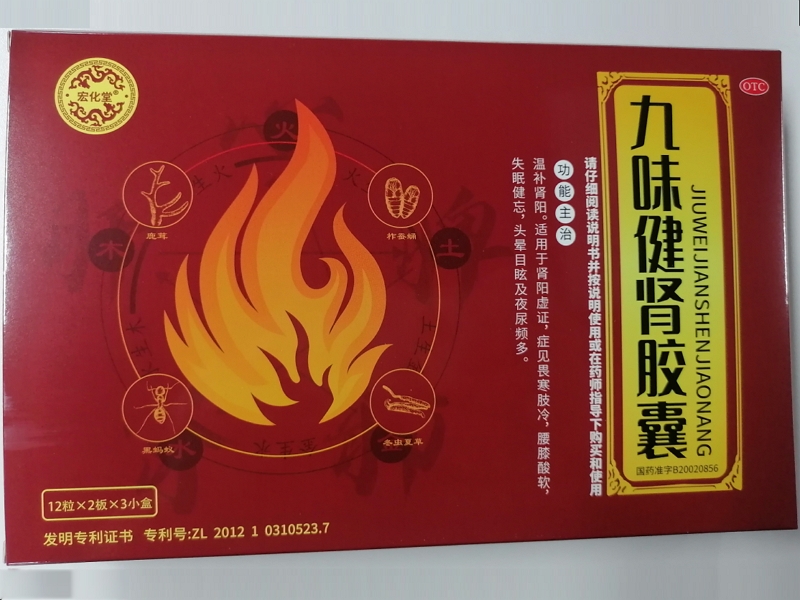 宏化堂®
OTC
九味健肾胶囊
JIUWEIJIANSHENJIAONANG
国药准字B20020856
请仔细阅读说明书并按说明使用或在药师指导下购买和使用
功能主治
温补肾阳。适用于肾阳虚证，症见畏寒肢冷，腰膝酸软，
失眠健忘，头晕目眩及夜尿频多。
火
木
土
水
鹿茸
柞蚕蛹
黑蚂蚁
冬虫夏草
12粒×2板×3小盒
发明专利证书 专利号:ZL 2012 1 0310523.7